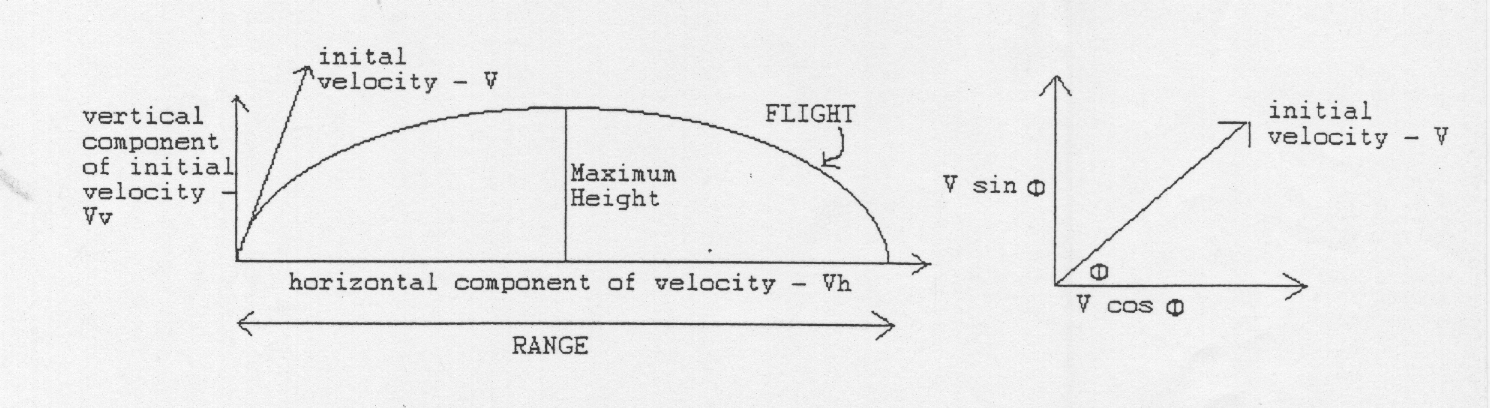 inital
velocity - V
vertical
component
of initial
velocity -
Vv
FLIGHT
Maximum
Height
horizontal component of velocity - Vh
RANGE
initial
velocity - V
V sin Φ
Φ
V cos Φ